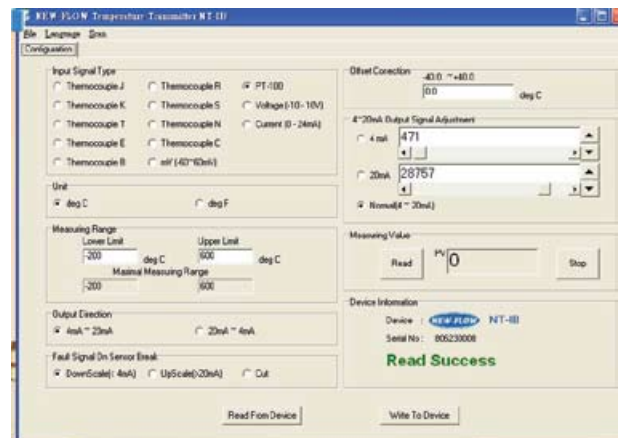 NEW-FLOW Temperature Transmitter NT-III
File Language Scan
Configuration
Input Signal Type
Thermocouple J
Thermocouple R
PT-100
Thermocouple K
Thermocouple S
Voltage (-10 - 10V)
Thermocouple T
Thermocouple N
Current (0 - 24mA)
Thermocouple E
Thermocouple C
Thermocouple B
mV (-60~60mV)
Unit
deg C
deg F
Measuring Range
Lower Limit
Upper Limit
-200
deg C
600
deg C
Maximal Measuring Range
-200
600
Output Direction
4mA ~ 20mA
20mA ~ 4mA
Fault Signal On Sensor Break
DownScale(< 4mA)
UpScale(>20mA)
Cut
Offset Correction
-40.0 ~ +40.0
0.0
deg C
4~20mA Output Signal Adjustment
4 mA
471
20mA
28757
Normal(4 ~ 20mA)
Measuring Value
Read
PV
0
Stop
Device Information
Device :
NEW-FLOW
NT-III
Serial No :
806230008
Read Success
Read From Device
Write To Device